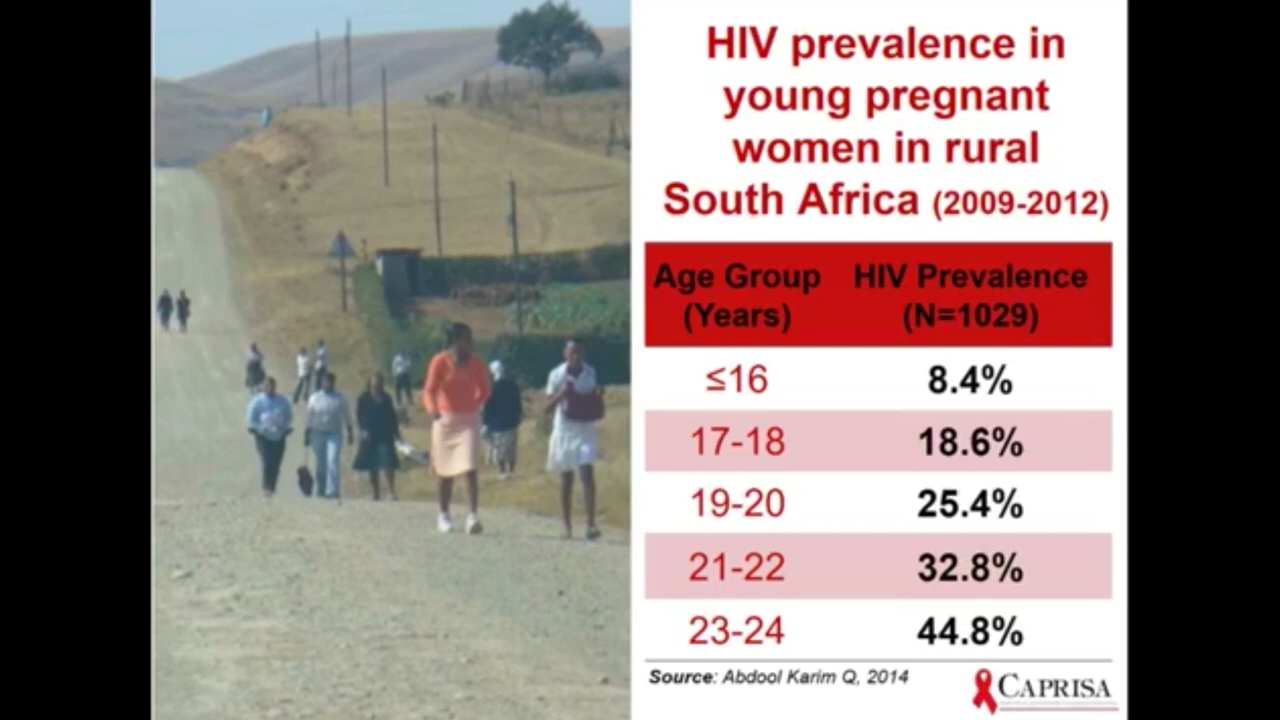 HIV prevalence in
young pregnant
women in rural
South Africa (2009-2012)
Age Group HIV Prevalence
(Years) (N=1029)
≤16 8.4%
17-18 18.6%
19-20 25.4%
21-22 32.8%
23-24 44.8%
Source: Abdool Karim Q, 2014
CAPRISA